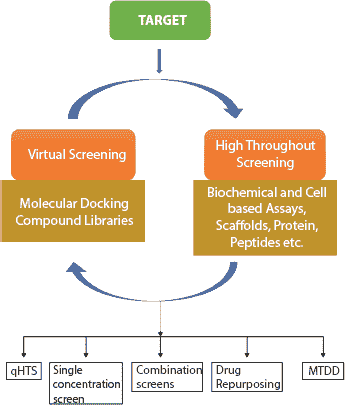 TARGET
Virtual Screening
Molecular Docking
Compound Libraries
High Throughout
Screening
Biochemical and Cell
based Assays,
Scaffolds, Protein,
Peptides etc.
qHTS
Single
concentration
screen
Combination
screens
Drug
Repurposing
MTDD